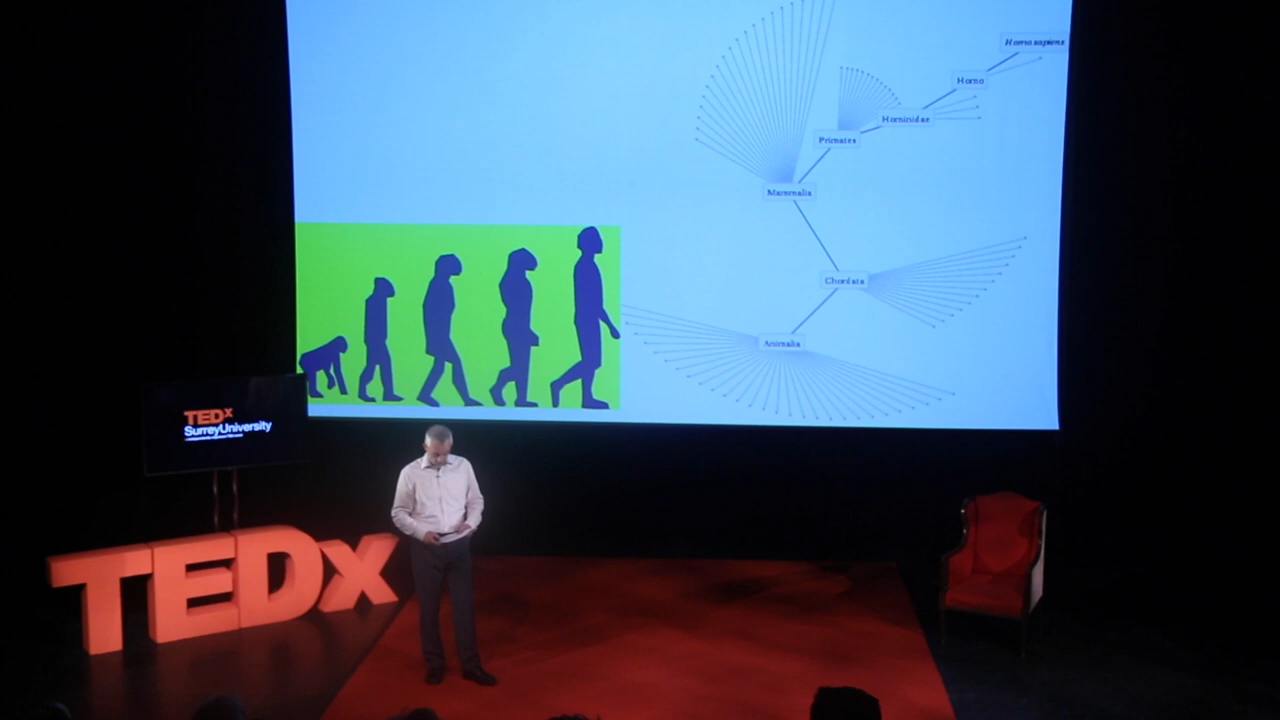 Homo sapiens
Homo
Hominidae
Primates
Mammalia
Chordata
Animalia
TEDx
SurreyUniversity
TEDx